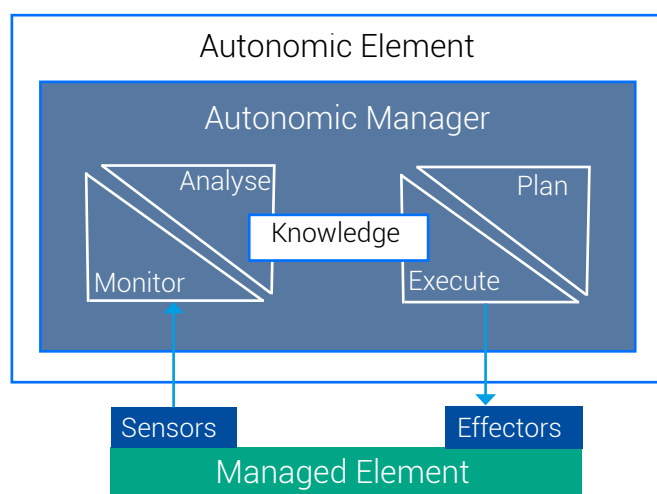 Autonomic Element
Autonomic Manager
Analyse
Plan
Knowledge
Monitor
Execute
Sensors
Effectors
Managed Element